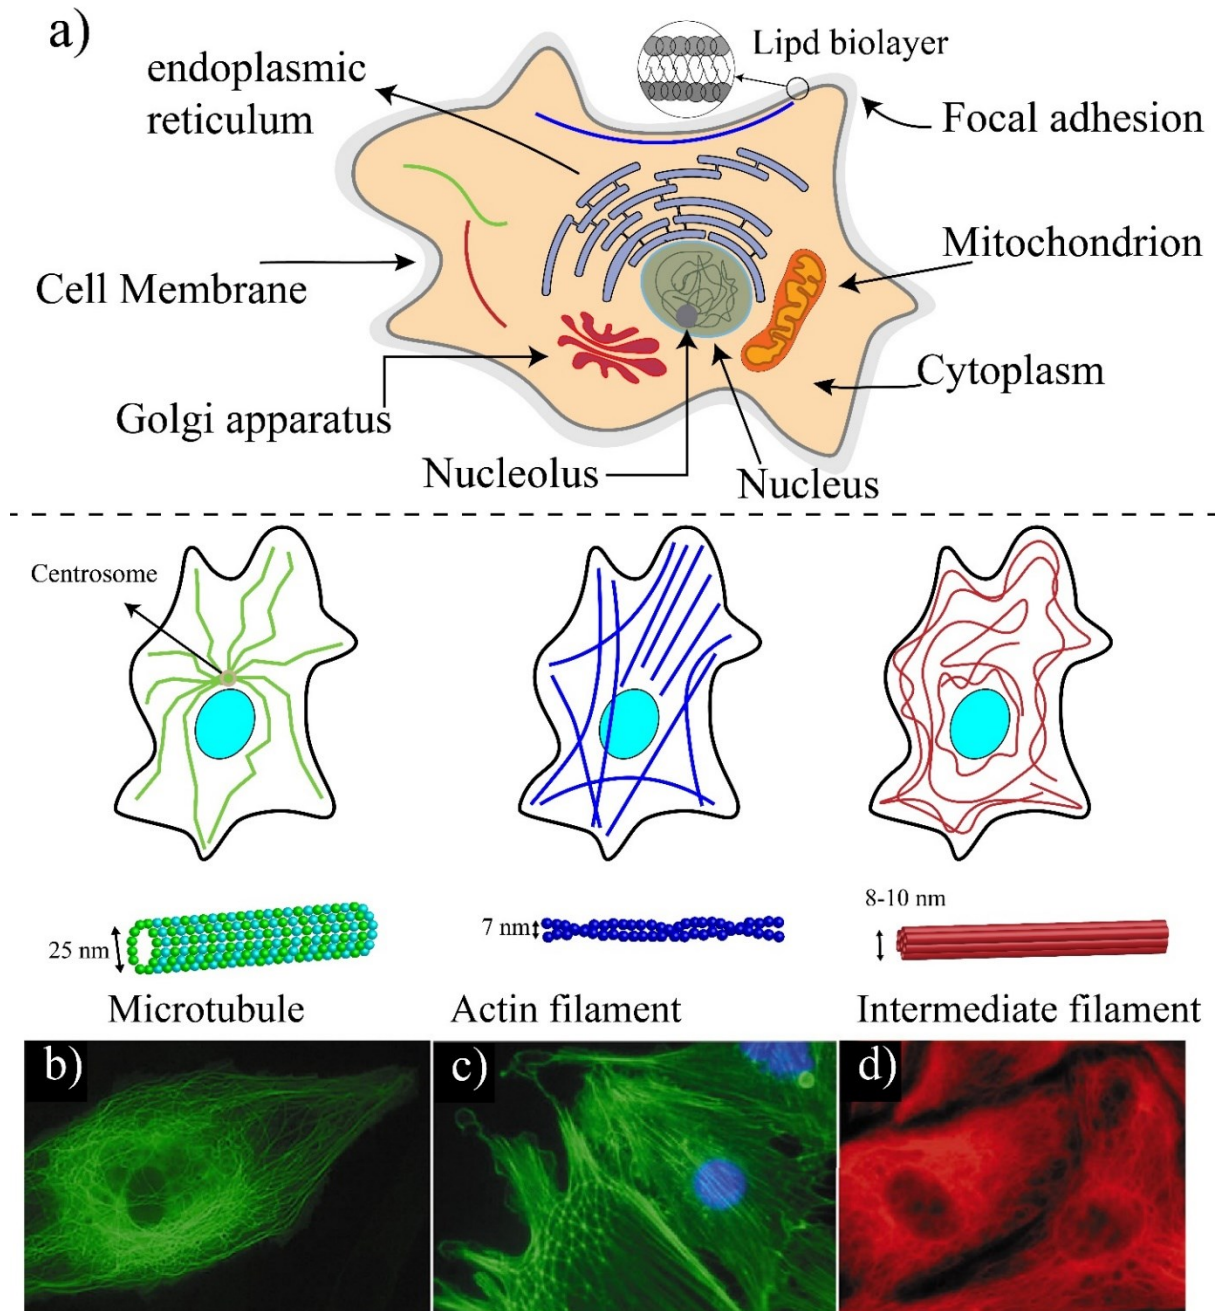 a)
Lipd biolayer
endoplasmic
reticulum
Focal adhesion
Mitochondrion
Cell Membrane
Cytoplasm
Golgi apparatus
Nucleolus
Nucleus
Centrosome
25 nm
7 nm
8-10 nm
Microtubule
Actin filament
Intermediate filament
b)
c)
d)